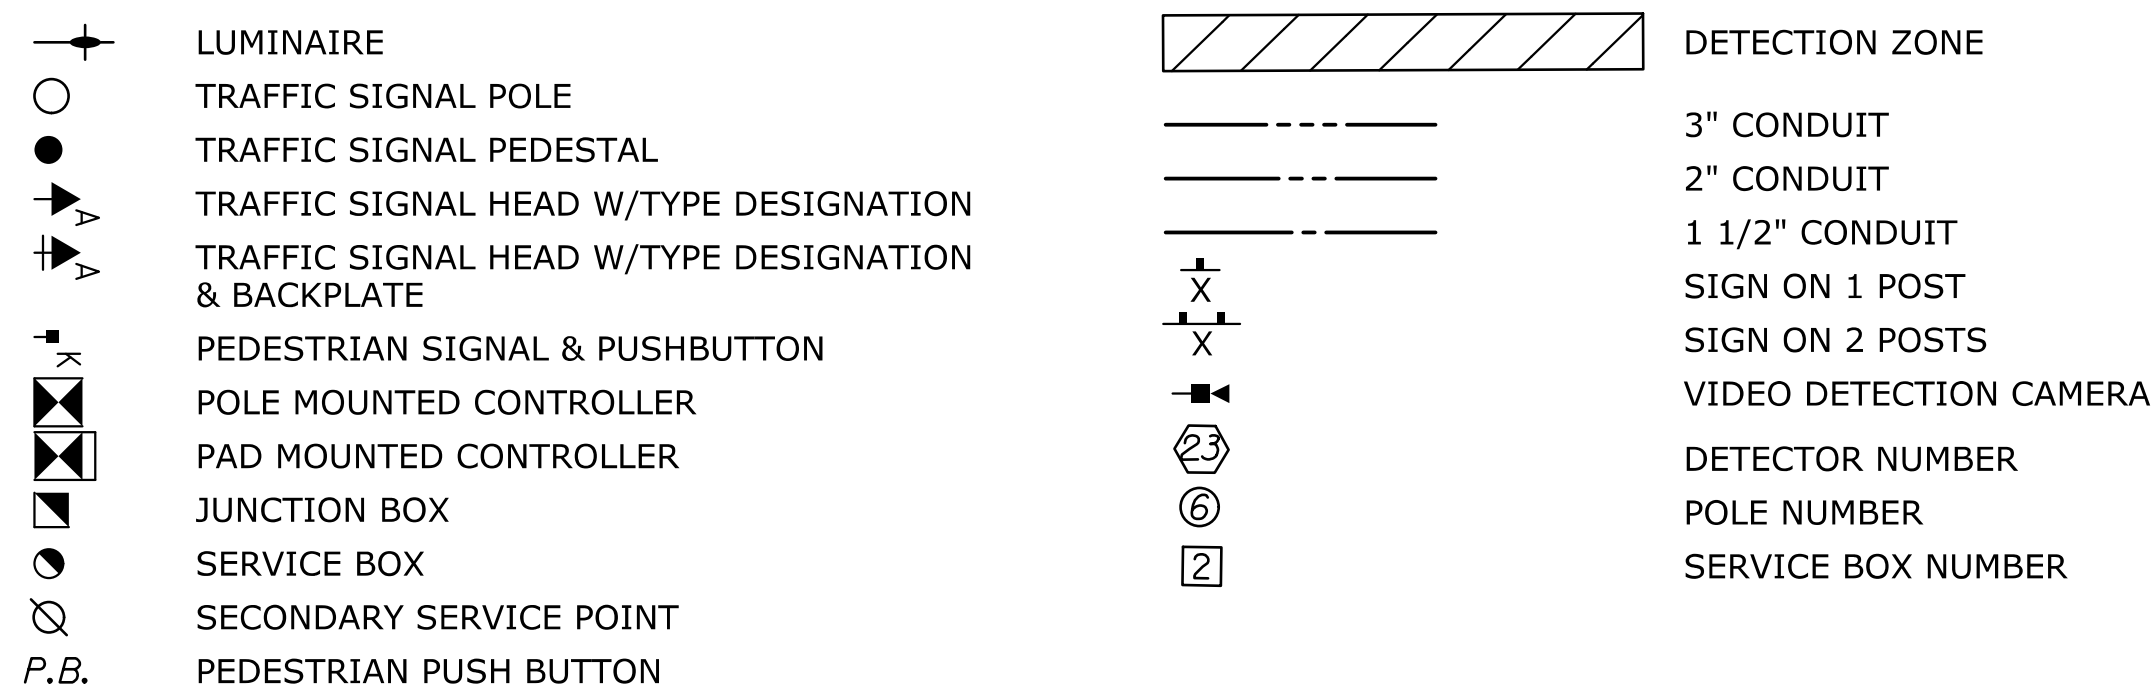 LUMINAIRE
TRAFFIC SIGNAL POLE
TRAFFIC SIGNAL PEDESTAL
A TRAFFIC SIGNAL HEAD W/TYPE DESIGNATION
A TRAFFIC SIGNAL HEAD W/TYPE DESIGNATION
& BACKPLATE
K PEDESTRIAN SIGNAL & PUSHBUTTON
POLE MOUNTED CONTROLLER
PAD MOUNTED CONTROLLER
JUNCTION BOX
SERVICE BOX
SECONDARY SERVICE POINT
P.B. PEDESTRIAN PUSH BUTTON
DETECTION ZONE
3" CONDUIT
2" CONDUIT
1 1/2" CONDUIT
X SIGN ON 1 POST
X SIGN ON 2 POSTS
VIDEO DETECTION CAMERA
23 DETECTOR NUMBER
6 POLE NUMBER
2 SERVICE BOX NUMBER